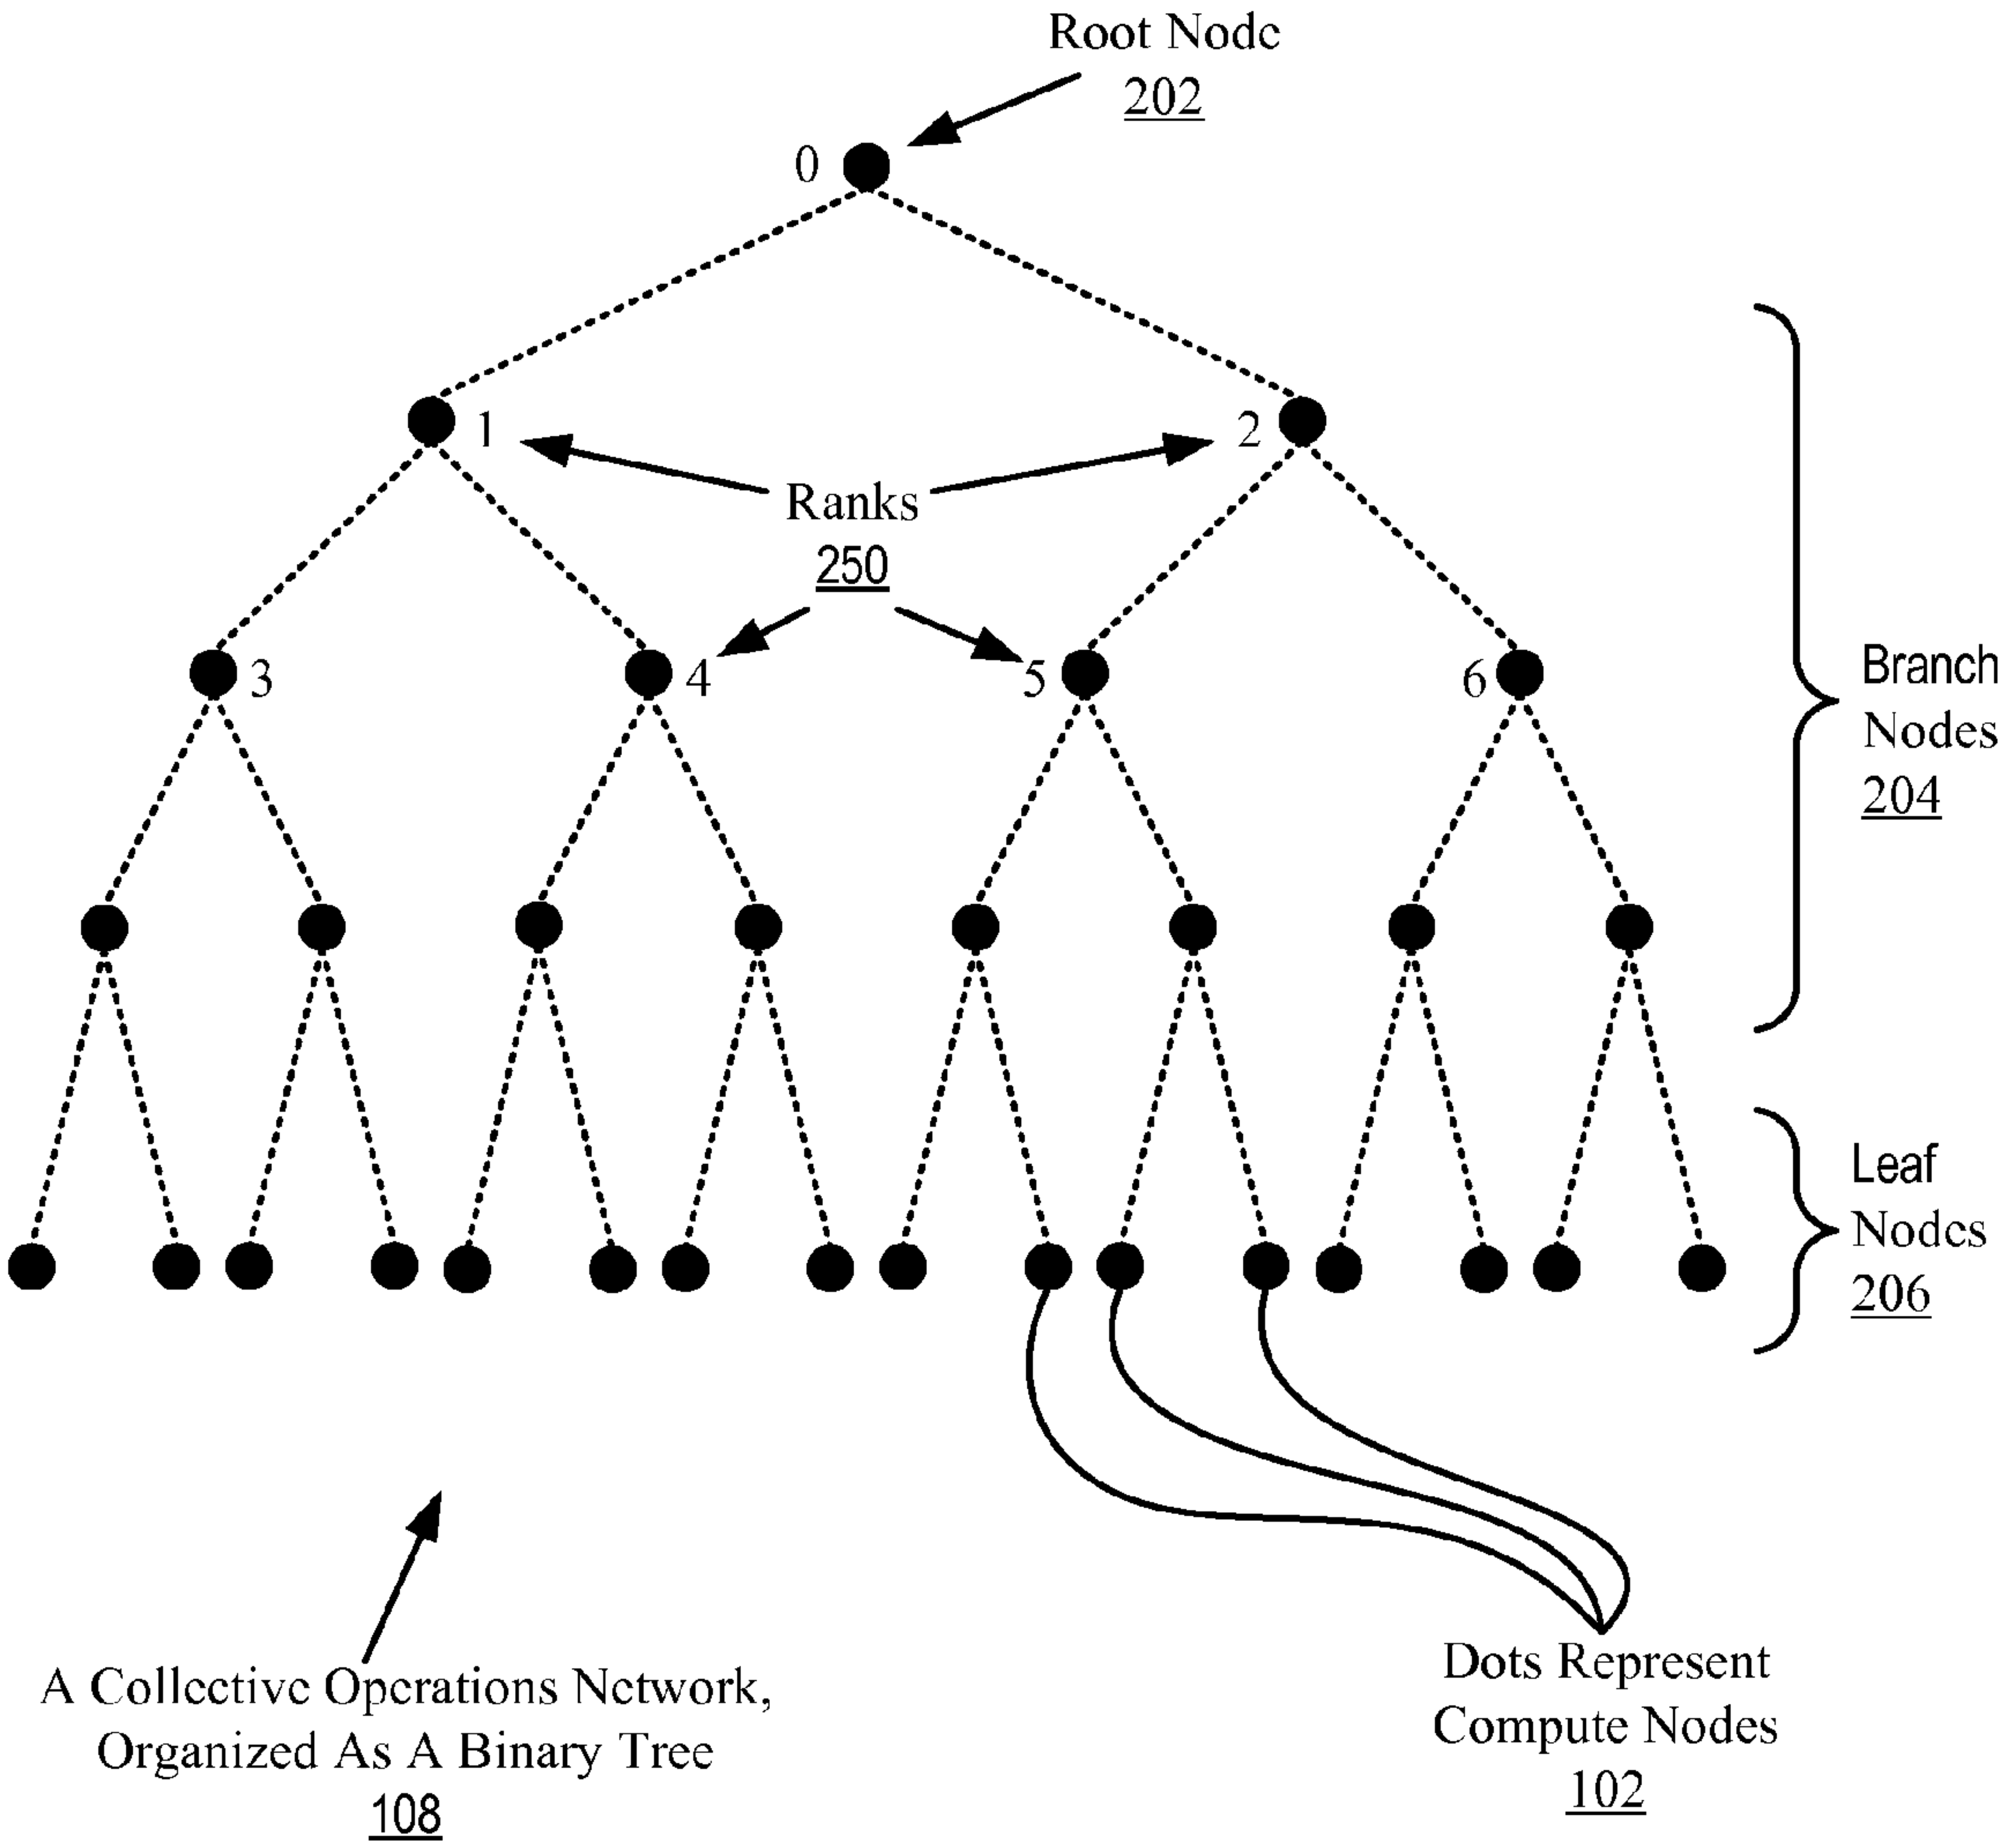 Root Node
202
0
1
2
Ranks
250
3
4
5
6
Branch
Nodes
204
Leaf
Nodes
206
A Collective Operations Network,
Organized As A Binary Tree
108
Dots Represent
Compute Nodes
102